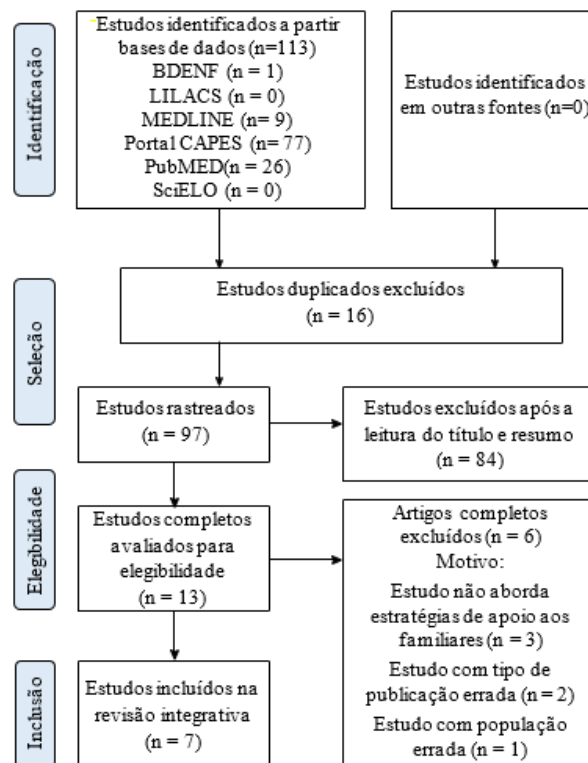 Identificação
Estudos identificados a partir
bases de dados (n=113)
BDENF (n = 1)
LILACS (n = 0)
MEDLINE (n= 9)
Portal CAPES (n= 77)
PubMED(n = 26)
SciELO (n = 0)
Estudos identificados
em outras fontes (n=0)
Seleção
Estudos duplicados excluídos
(n = 16)
Estudos rastreados
(n = 97)
Estudos excluídos após a
leitura do título e resumo
(n = 84)
Elegibilidade
Estudos completos
avaliados para
elegibilidade
(n = 13)
Artigos completos
excluídos (n = 6)
Motivo:
Estudo não aborda
estratégias de apoio aos
familiares (n = 3)
Estudo com tipo de
publicação errada (n = 2)
Estudo com população
errada (n = 1)
Inclusão
Estudos incluídos na
revisão integrativa
(n = 7)